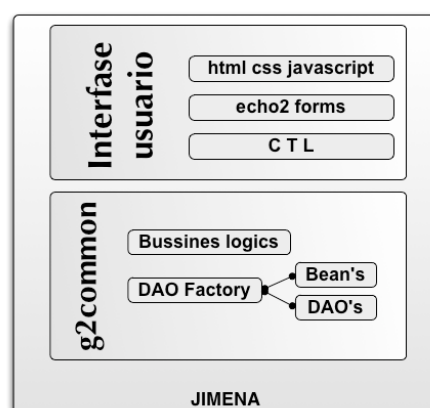 Interfase
usuario
html css javascript
echo2 forms
C T L
g2common
Bussines logics
DAO Factory
Bean's
DAO's
JIMENA